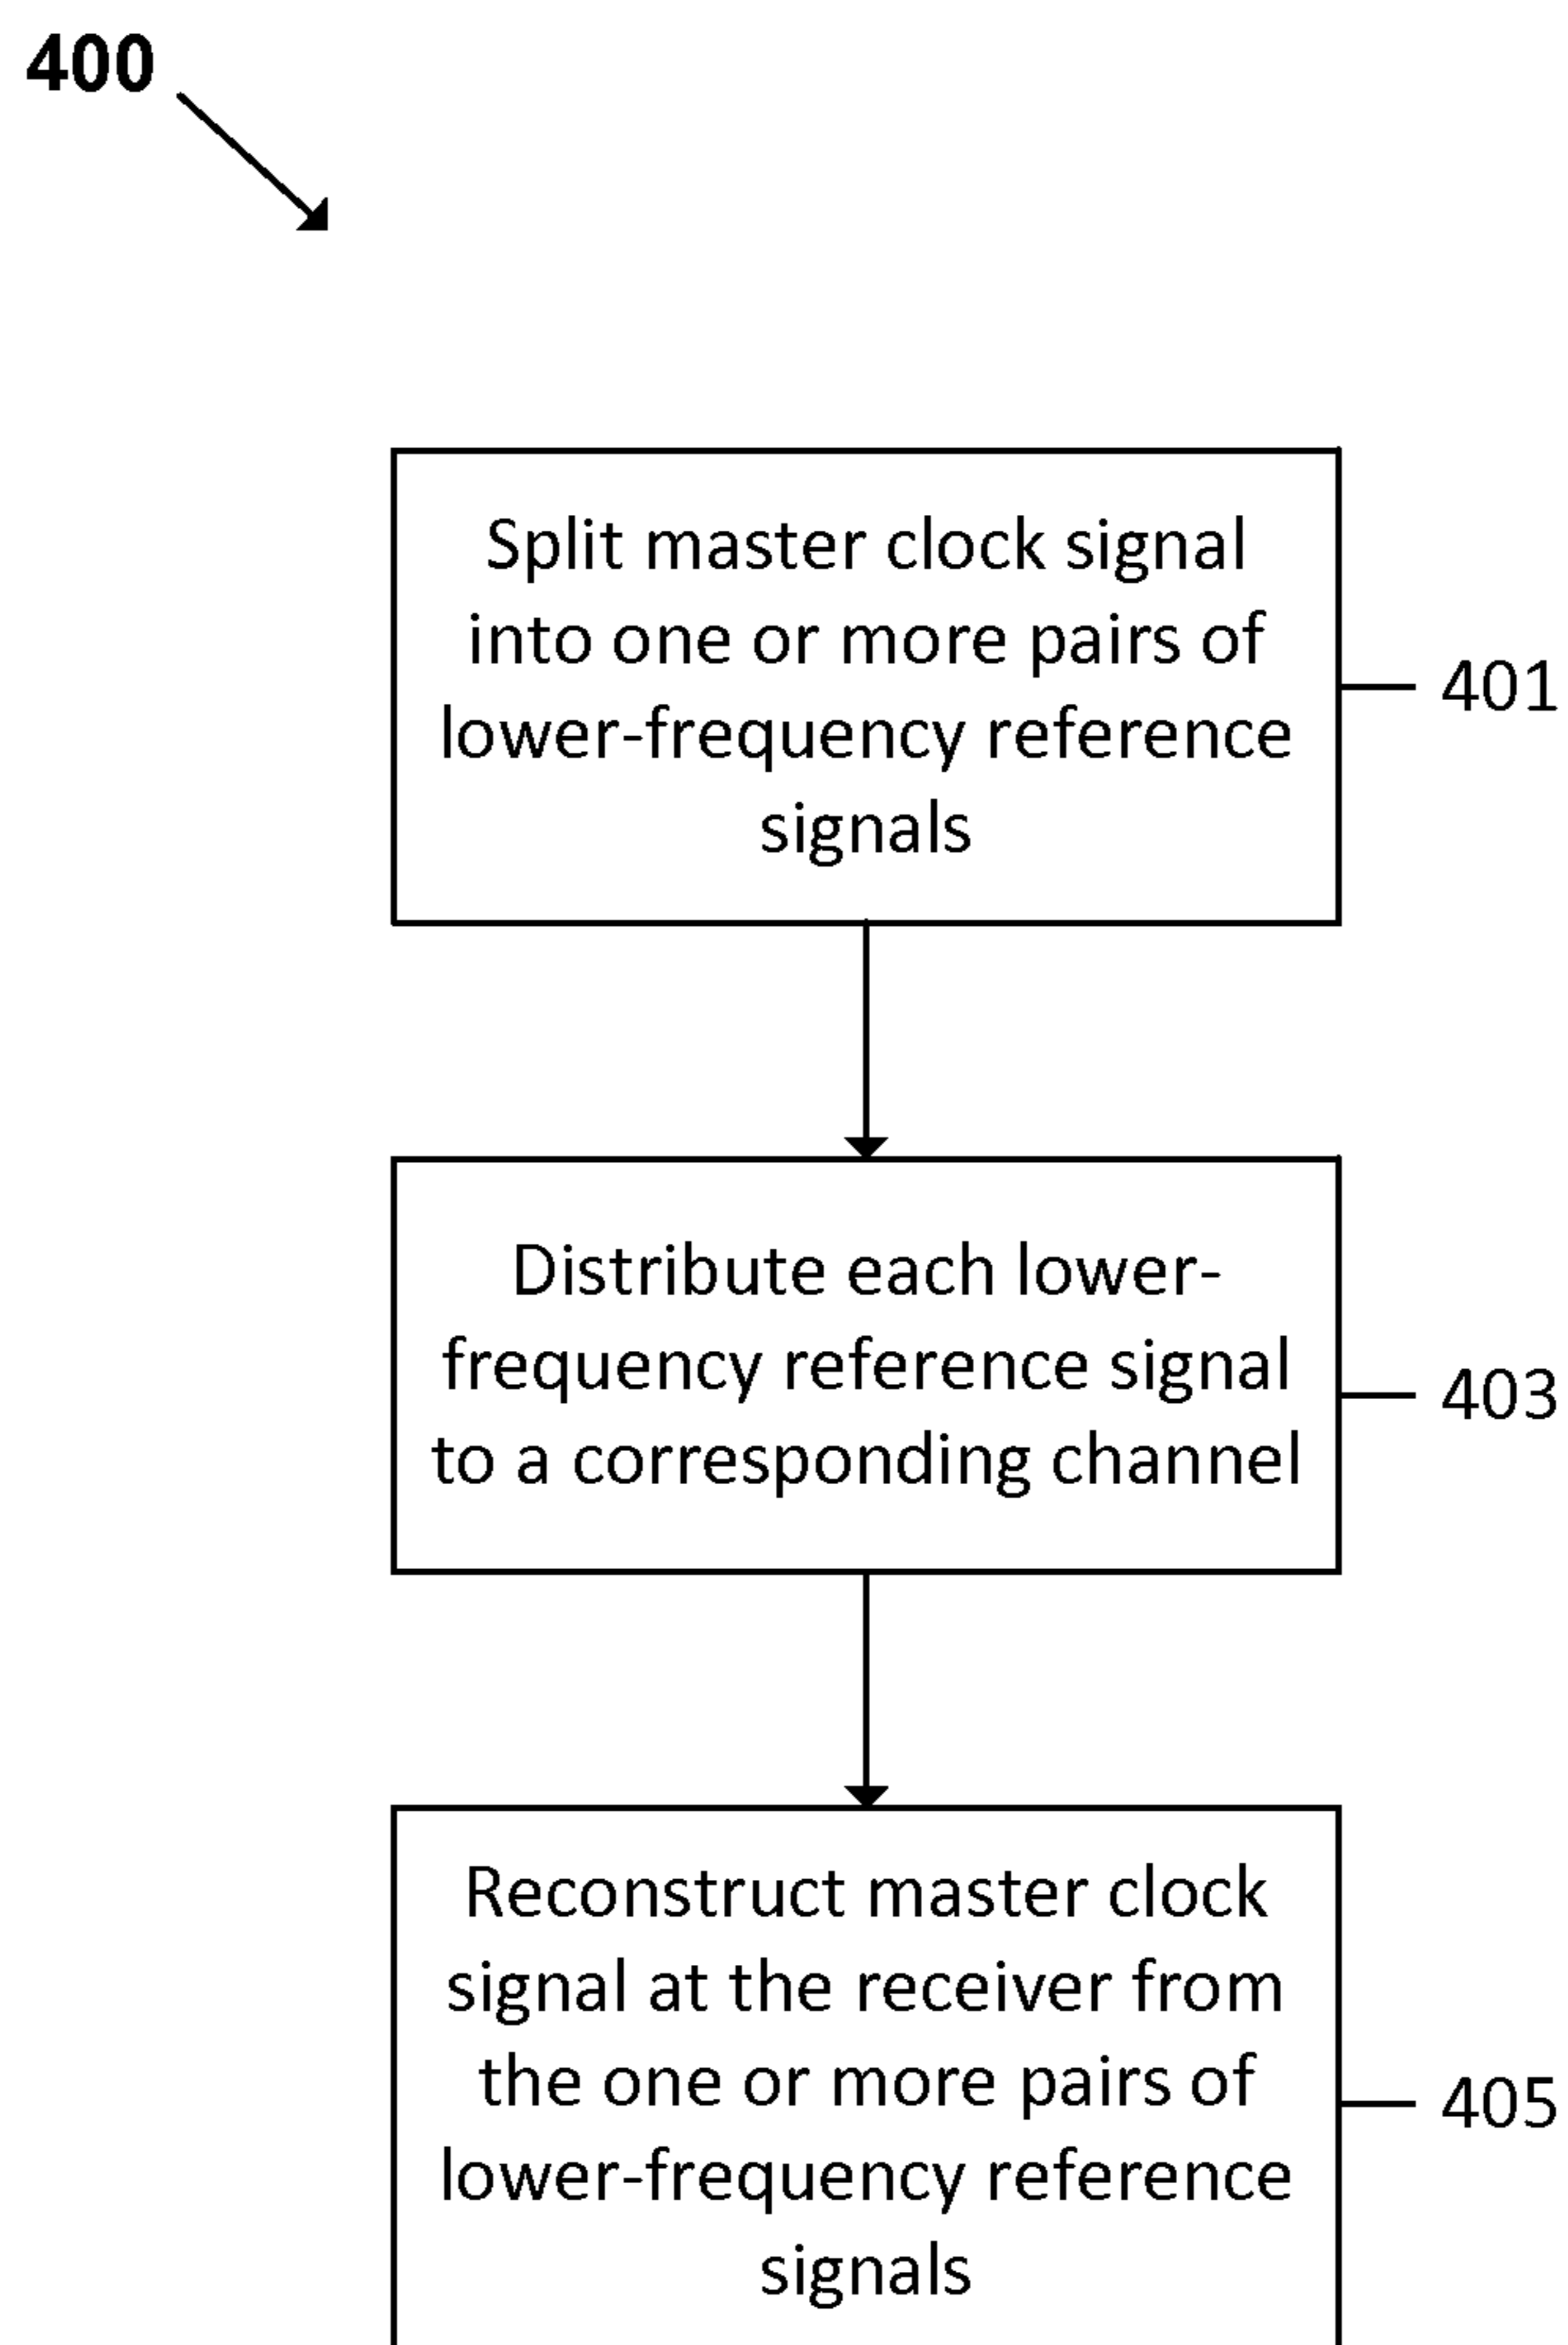 400
Split master clock signal
into one or more pairs of
lower-frequency reference
signals
401
Distribute each lower-
frequency reference signal
to a corresponding channel
403
Reconstruct master clock
signal at the receiver from
the one or more pairs of
lower-frequency reference
signals
405